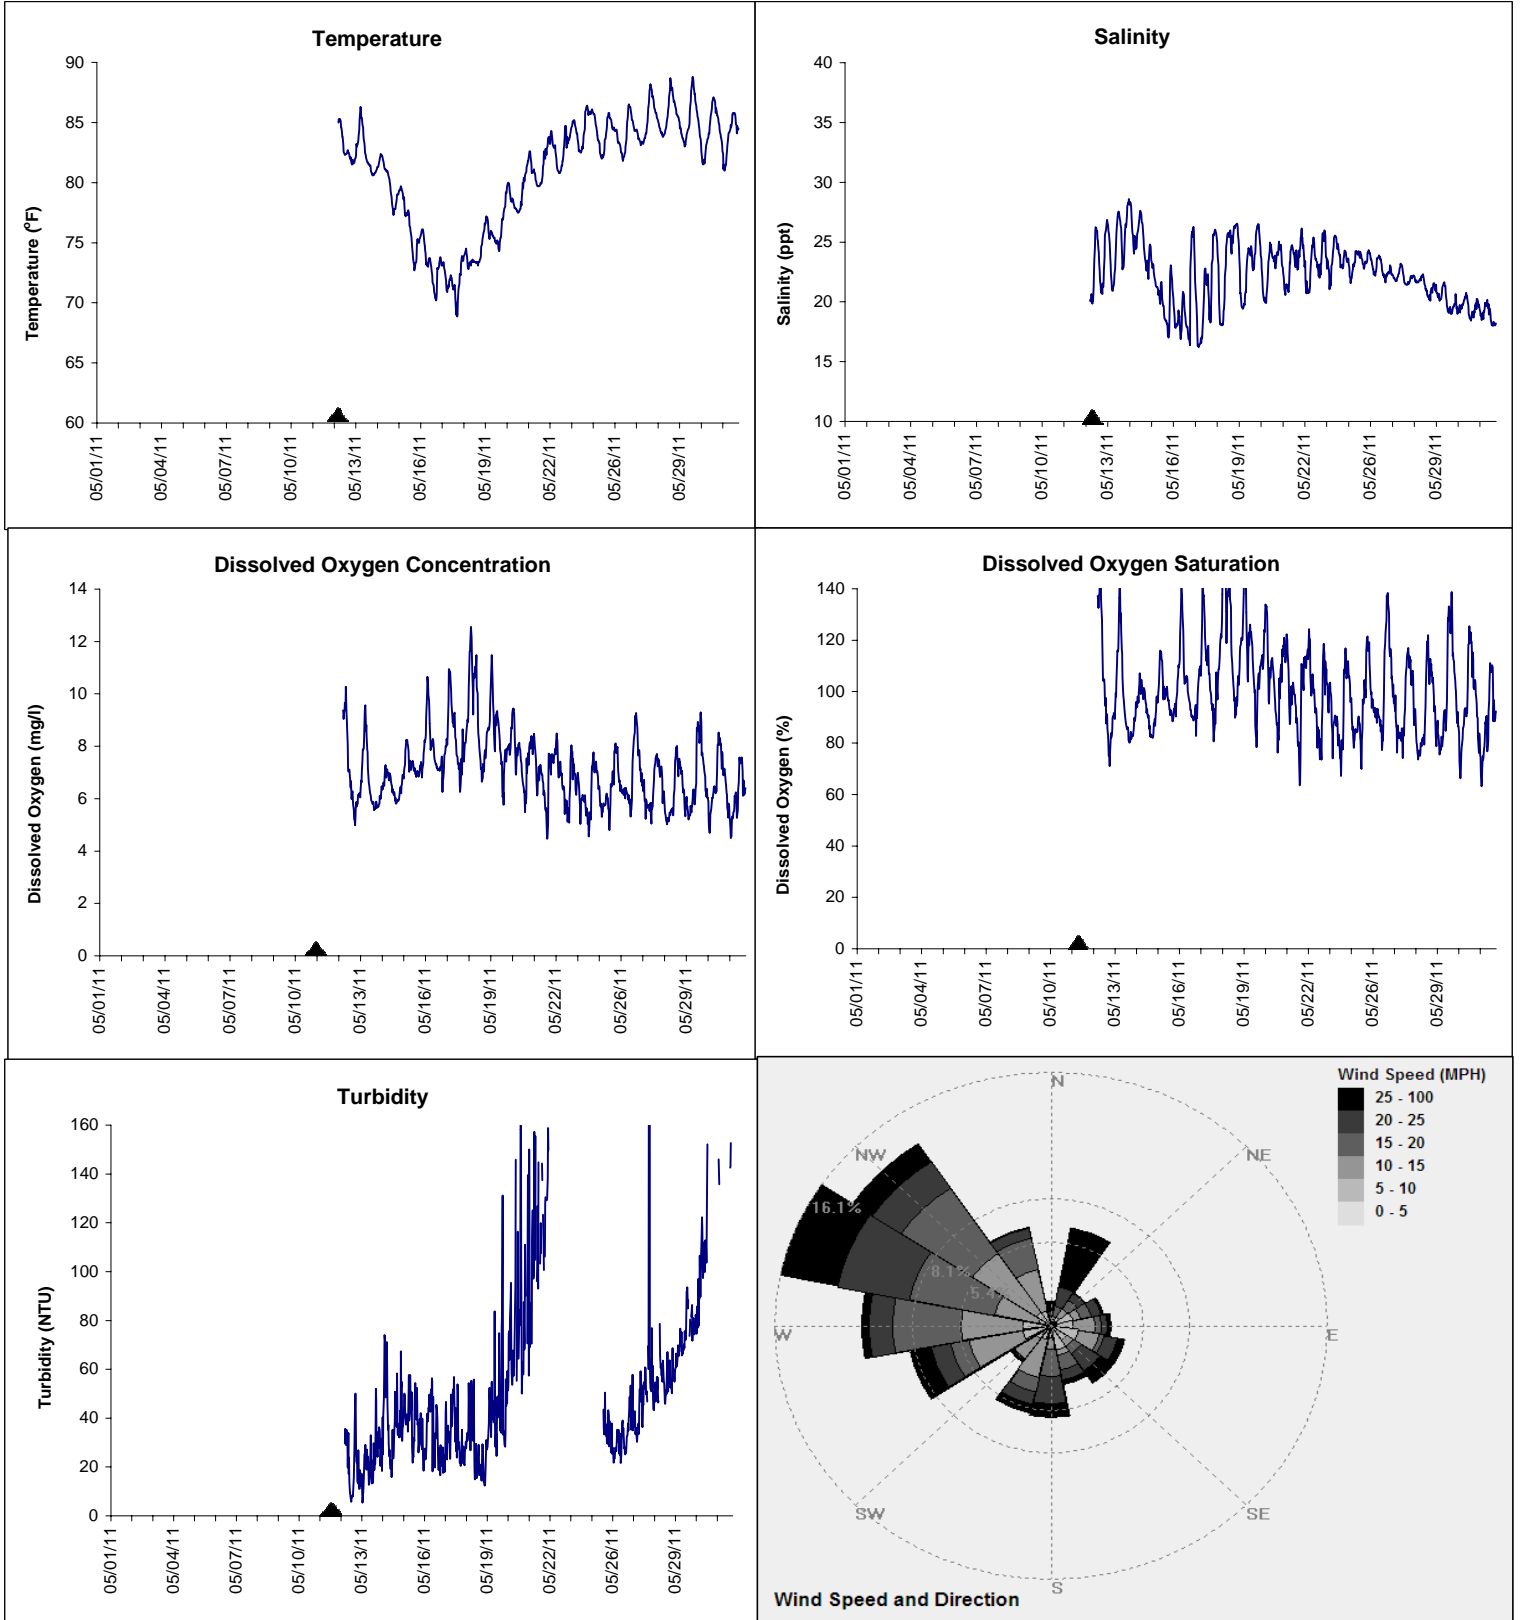 Temperature
90
85
80
75
70
65
60
Temperature (°F)
05/01/11 05/04/11 05/07/11 05/10/11 05/13/11 05/16/11 05/19/11 05/22/11 05/26/11 05/29/11
Salinity
40
35
30
25
20
15
10
Salinity (ppt)
05/01/11 05/04/11 05/07/11 05/10/11 05/13/11 05/16/11 05/19/11 05/22/11 05/26/11 05/29/11
Dissolved Oxygen Concentration
14
12
10
8
6
4
2
0
Dissolved Oxygen (mg/l)
05/01/11 05/04/11 05/07/11 05/10/11 05/13/11 05/16/11 05/19/11 05/22/11 05/26/11 05/29/11
Dissolved Oxygen Saturation
140
120
100
80
60
40
20
0
Dissolved Oxygen (%)
05/01/11 05/04/11 05/07/11 05/10/11 05/13/11 05/16/11 05/19/11 05/22/11 05/26/11 05/29/11
Turbidity
160
140
120
100
80
60
40
20
0
Turbidity (NTU)
05/01/11 05/04/11 05/07/11 05/10/11 05/13/11 05/16/11 05/19/11 05/22/11 05/26/11 05/29/11
Wind Speed (MPH)
25 - 100
20 - 25
15 - 20
10 - 15
5 - 10
0 - 5
N
NW
NE
16.1%
8.1%
W
E
SW
SE
S
Wind Speed and Direction